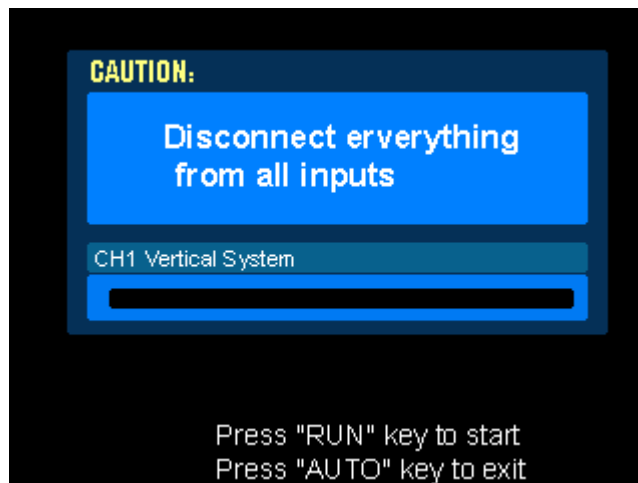 CAUTION:
Disconnect erverything
from all inputs
CH1 Vertical System
Press "RUN" key to start
Press "AUTO" key to exit